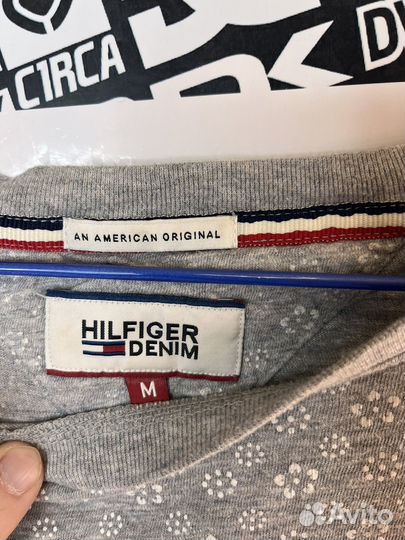 C1RCA
AN AMERICAN ORIGINAL
HILFIGER
DENIM
M
Avito